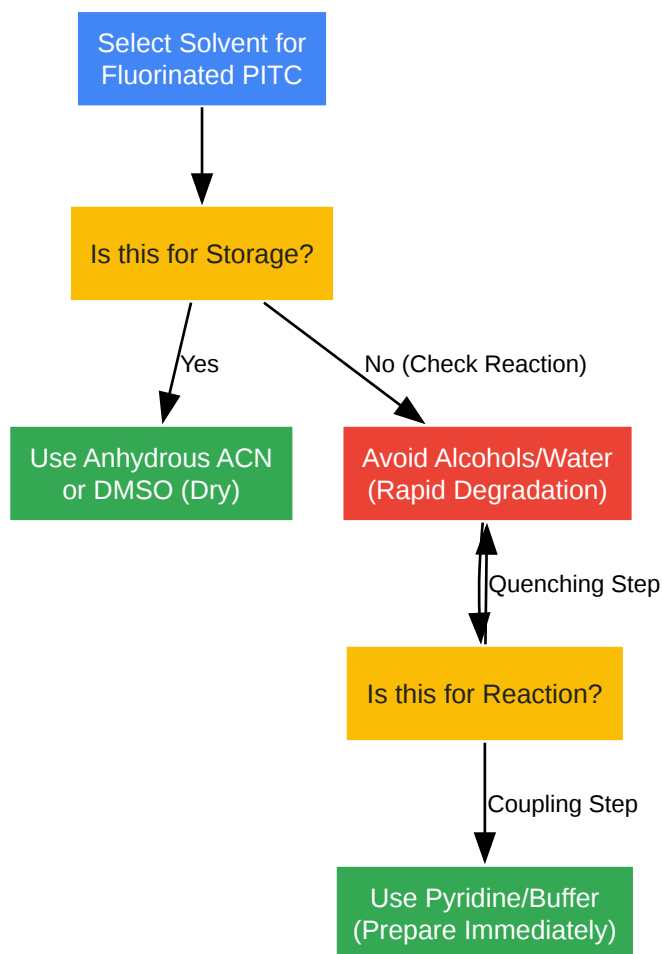 Select Solvent for
Fluorinated PITC
Is this for Storage?
Yes
No (Check Reaction)
Use Anhydrous ACN
or DMSO (Dry)
Avoid Alcohols/Water
(Rapid Degradation)
Quenching Step
Is this for Reaction?
Coupling Step
Use Pyridine/Buffer
(Prepare Immediately)